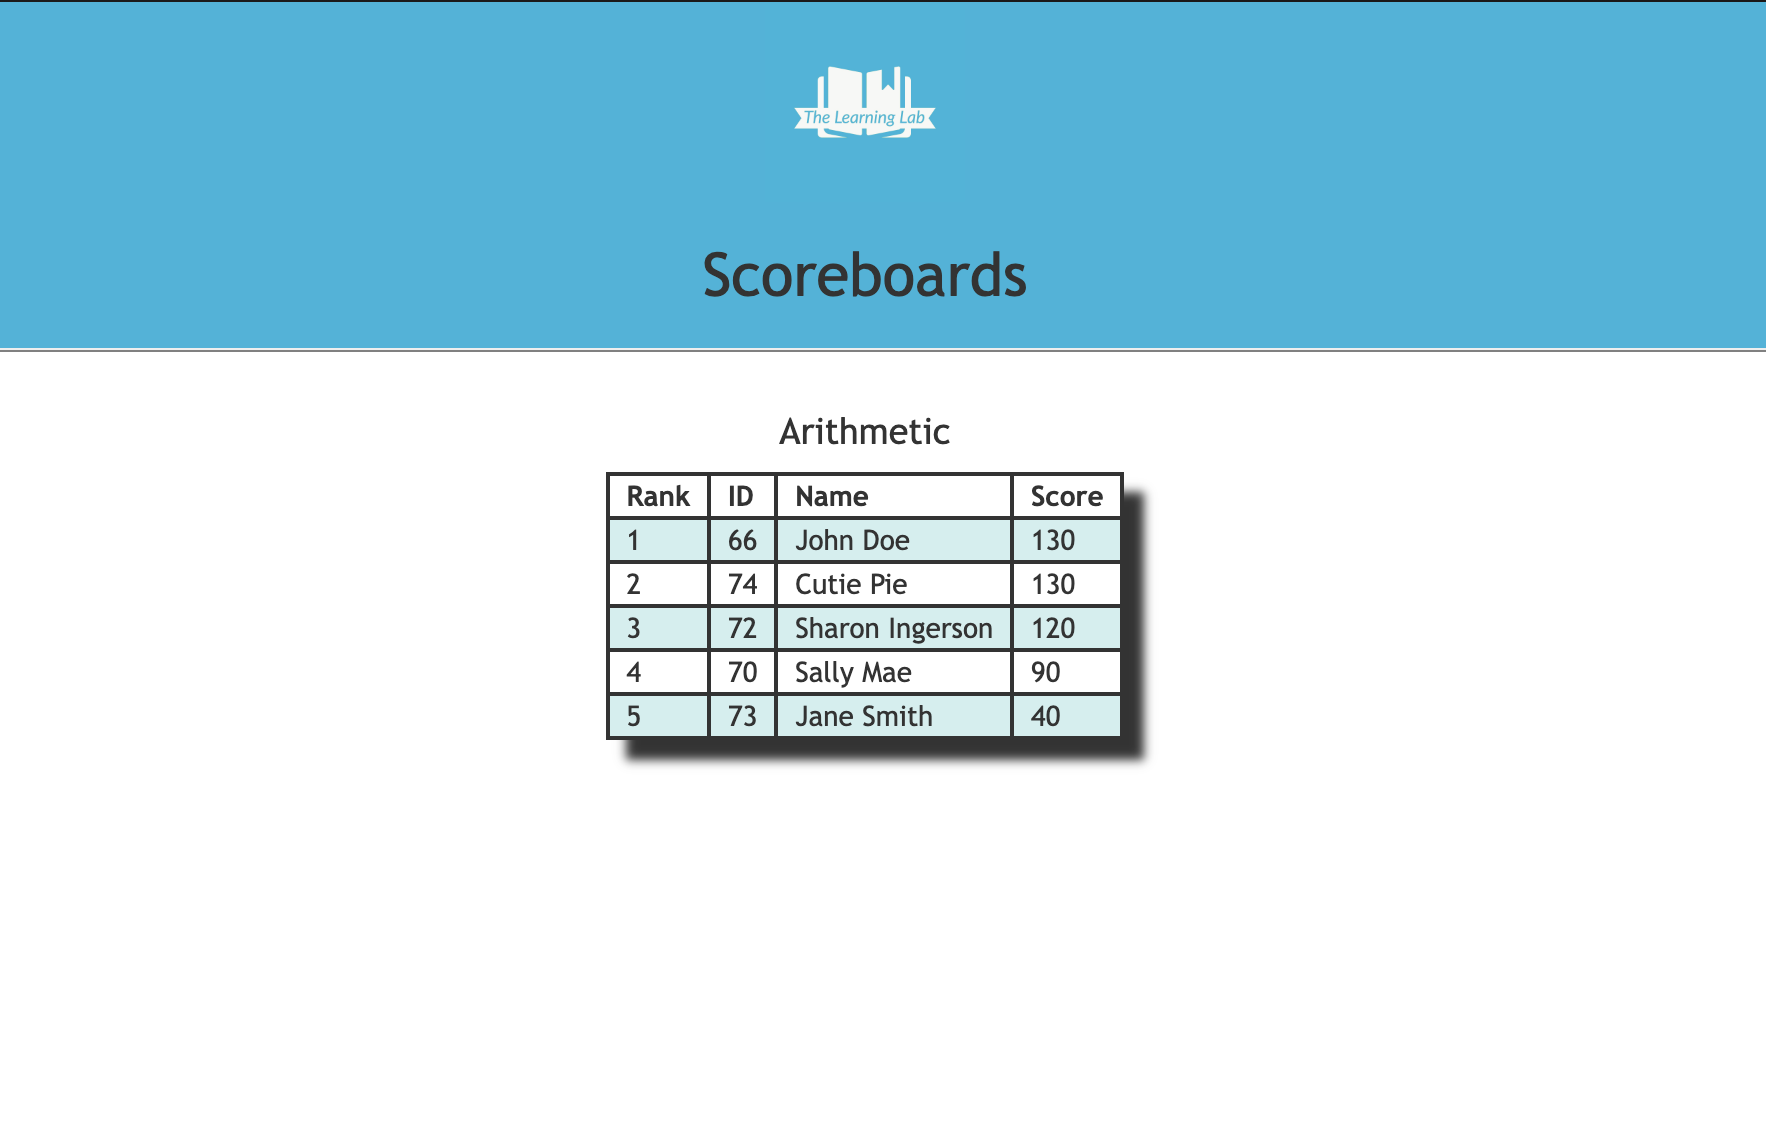 The Learning Lab
Scoreboards
Arithmetic
Rank ID Name Score
1 66 John Doe 130
2 74 Cutie Pie 130
3 72 Sharon Ingerson 120
4 70 Sally Mae 90
5 73 Jane Smith 40